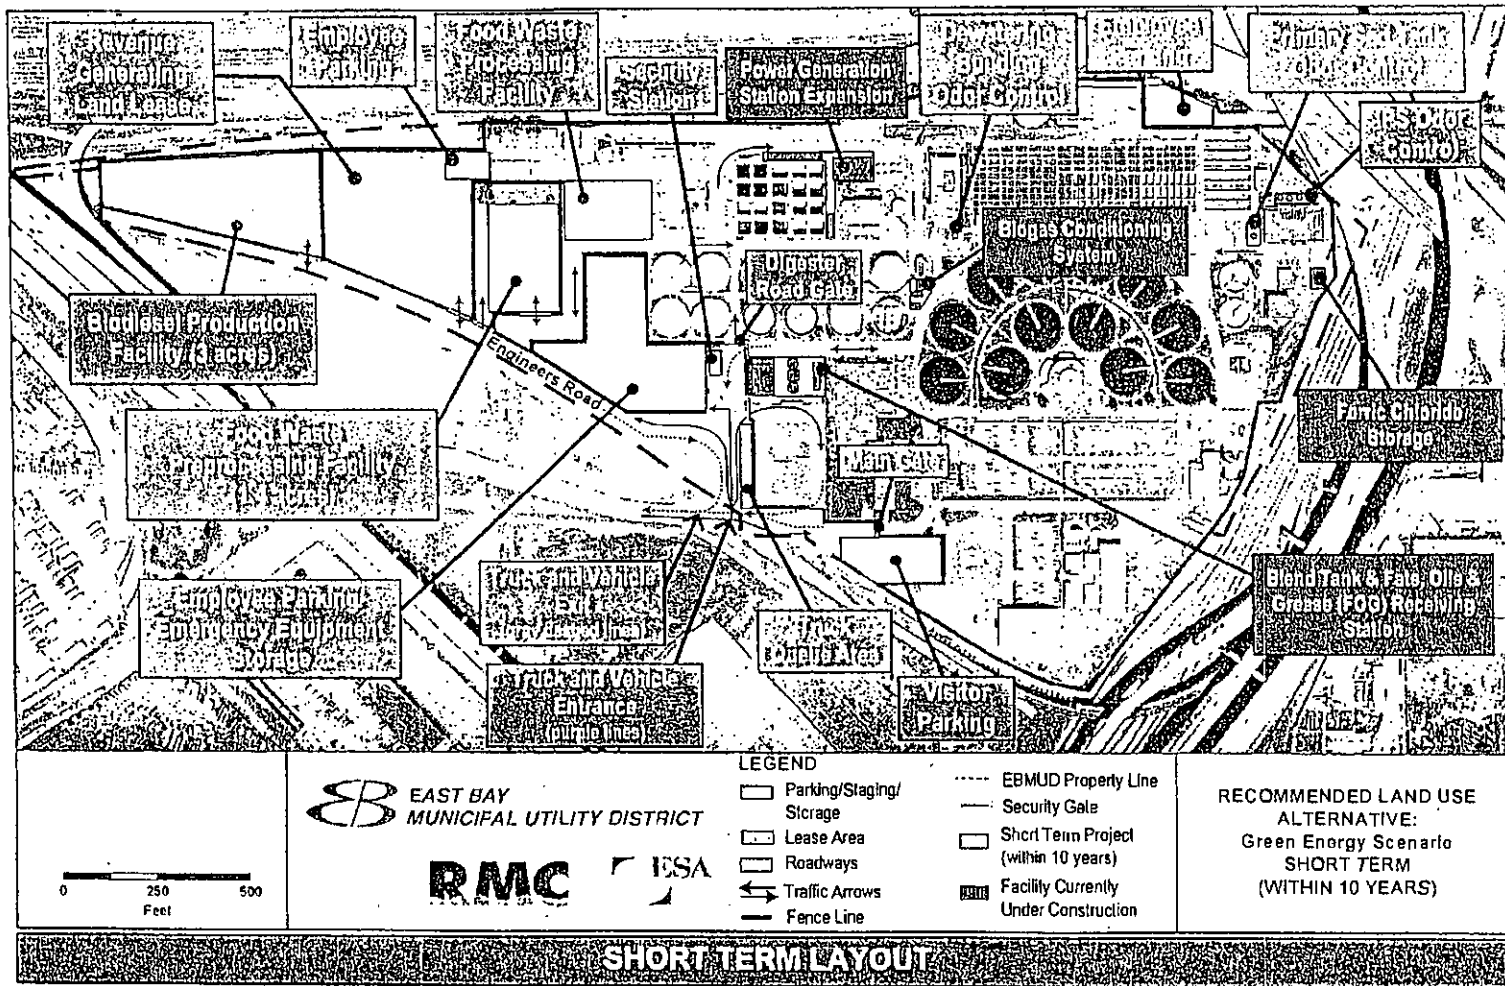 Revenue
Generating
Land Lease
Employee
Parking
Food Waste
Processing
Facility
Security
Station
Power Generation
Station Expansion
Dewatering
Building
Odor Control
Employee
Parking
Primary Sed Tank
Odor Control
IPS Odor
Control
Digester
Road Gate
Biogas Conditioning
System
Biodiesel Production
Facility (3 acres)
Engineers Road
Food Waste
Preprocessing Facility
Ferric Chloride
Storage
Main Gate
Employee Parking/
Emergency Equipment
Storage
Truck and Vehicle
Exit
Truck
Queue Area
Blend Tank & Fats, Oils &
Grease (FOG) Receiving
Station
Truck and Vehicle
Entrance
(purple lines)
Visitor
Parking
EAST BAY
MUNICIPAL UTILITY DISTRICT
RMC
ESA
0 250 500
Feet
LEGEND
Parking/Staging/
Storage
Lease Area
Roadways
Traffic Arrows
Fence Line
EBMUD Property Line
Security Gate
Short Term Project
(within 10 years)
Facility Currently
Under Construction
RECOMMENDED LAND USE
ALTERNATIVE:
Green Energy Scenario
SHORT TERM
(WITHIN 10 YEARS)
SHORT TERM LAYOUT